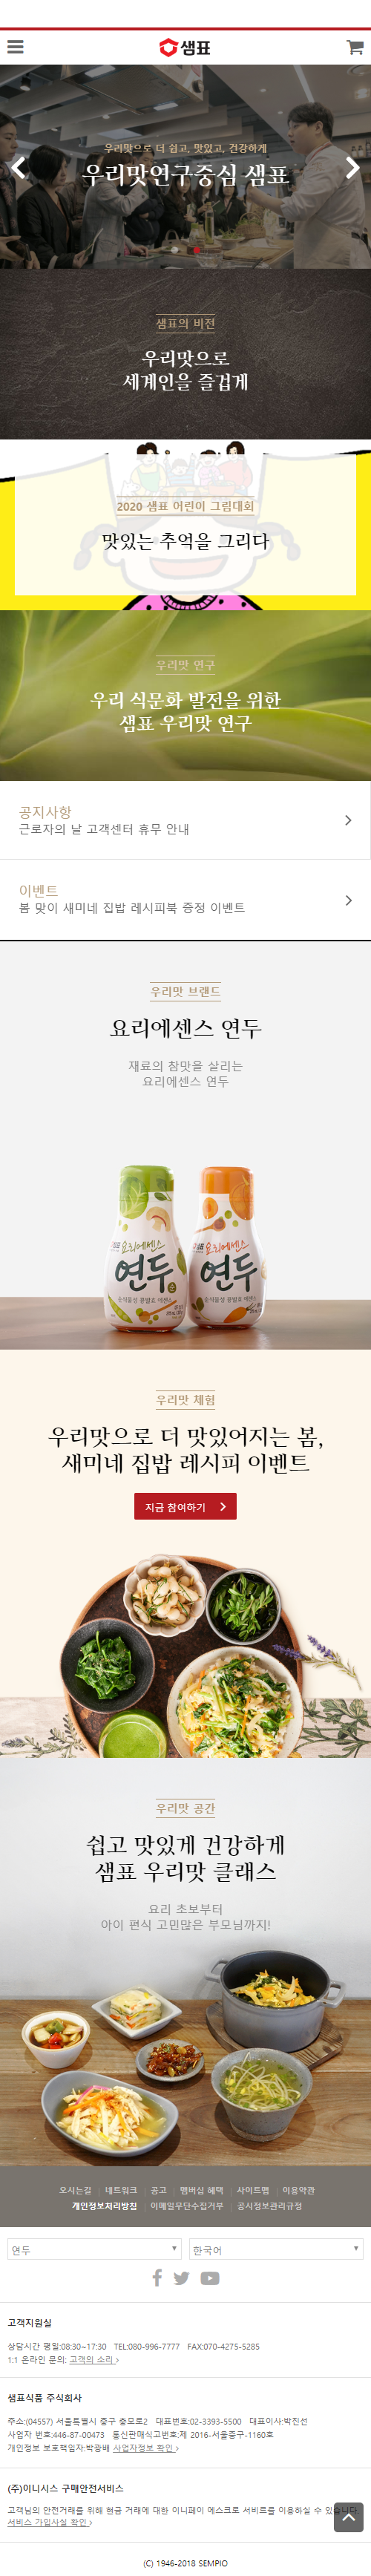 샘표
우리맛으로 더 쉽고, 맛있고, 건강하게
우리맛연구중심 샘표
샘표의 비전
우리맛으로
세계인을 즐겁게
2020 샘표 어린이 그림대회
맛있는 추억을 그리다
우리맛 연구
우리 식문화 발전을 위한
샘표 우리맛 연구
공지사항
근로자의 날 고객센터 휴무 안내
이벤트
봄 맞이 새미네 집밥 레시피북 증정 이벤트
우리맛 브랜드
요리에센스 연두
재료의 참맛을 살리는
요리에센스 연두
요리에센스 요리에센스
연두 연두
우리맛 체험
우리맛으로 더 맛있어지는 봄,
새미네 집밥 레시피 이벤트
지금 참여하기
우리맛 공간
쉽고 맛있게 건강하게
샘표 우리맛 클래스
요리 초보부터
아이 편식 고민많은 부모님까지!
오시는길 네트워크 공고 멤버십 혜택 사이트맵 이용약관
개인정보처리방침 이메일무단수집거부 공시정보관리규정
연두 한국어
고객지원실
상담시간 평일:08:30~17:30 TEL:080-996-7777 FAX:070-4275-5285
1:1 온라인 문의: 고객의 소리
샘표식품 주식회사
주소:(04557) 서울특별시 중구 충모로2 대표번호:02-3393-5500 대표이사:박진선
사업자 번호:446-87-00473 통신판매식고번호:제 2016-서울중구-1160호
개인정보 보호책임자:박광배 사업자정보 확인
(주)이니시스 구매안전서비스
고객님의 안전거래를 위해 현금 거래에 대한 이니페이 에스크로 서비트를 이용하실 수 있습니다.
서비스 가입사실 확인
(C) 1946-2018 SEMPIO